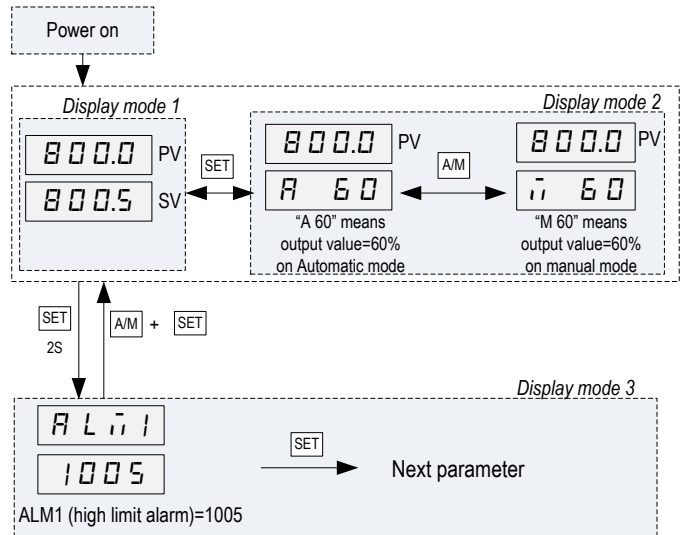 Power on
Display mode 1
800.0 PV
800.5 SV
SET
Display mode 2
800.0 PV
A 60
"A 60" means
output value=60%
on Automatic mode
A/M
800.0 PV
M 60
"M 60" means
output value=60%
on manual mode
SET
2S
A/M + SET
Display mode 3
ALM1
1005
ALM1 (high limit alarm)=1005
SET
Next parameter